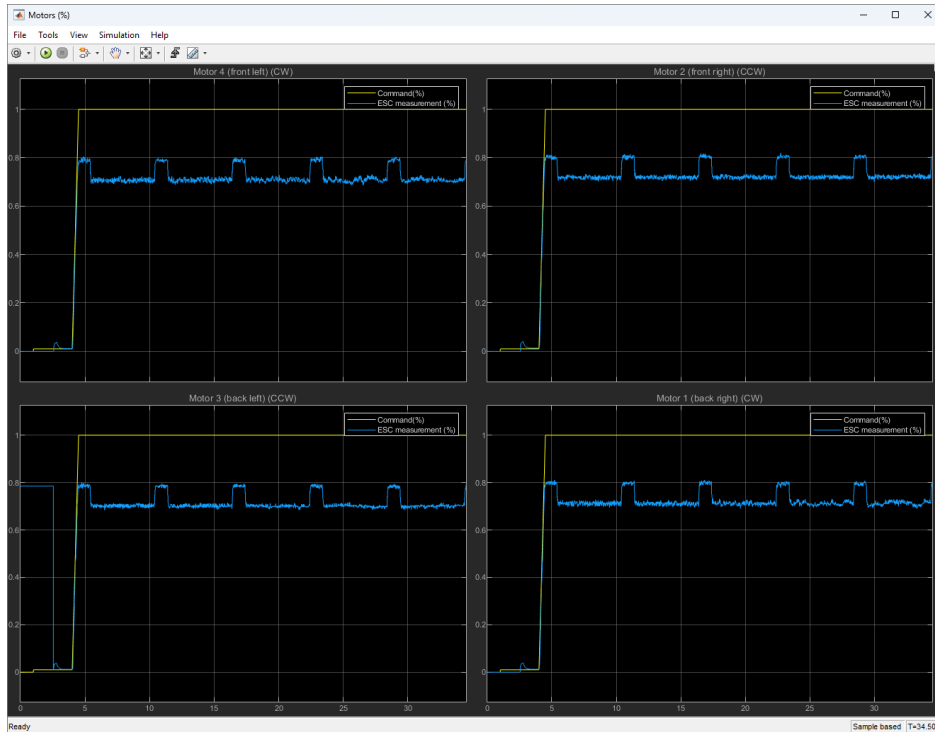 Motors (%)
File Tools View Simulation Help
Motor 4 (front left) (CW)
Command(%)
ESC measurement (%)
1
0.8
0.6
0.4
0.2
0
Motor 2 (front right) (CCW)
Command(%)
ESC measurement (%)
1
0.8
0.6
0.4
0.2
0
Motor 3 (back left) (CCW)
Command(%)
ESC measurement (%)
1
0.8
0.6
0.4
0.2
0
0 5 10 15 20 25 30
Motor 1 (back right) (CW)
Command(%)
ESC measurement (%)
1
0.8
0.6
0.4
0.2
0
0 5 10 15 20 25 30
Ready
Sample based T=34.50